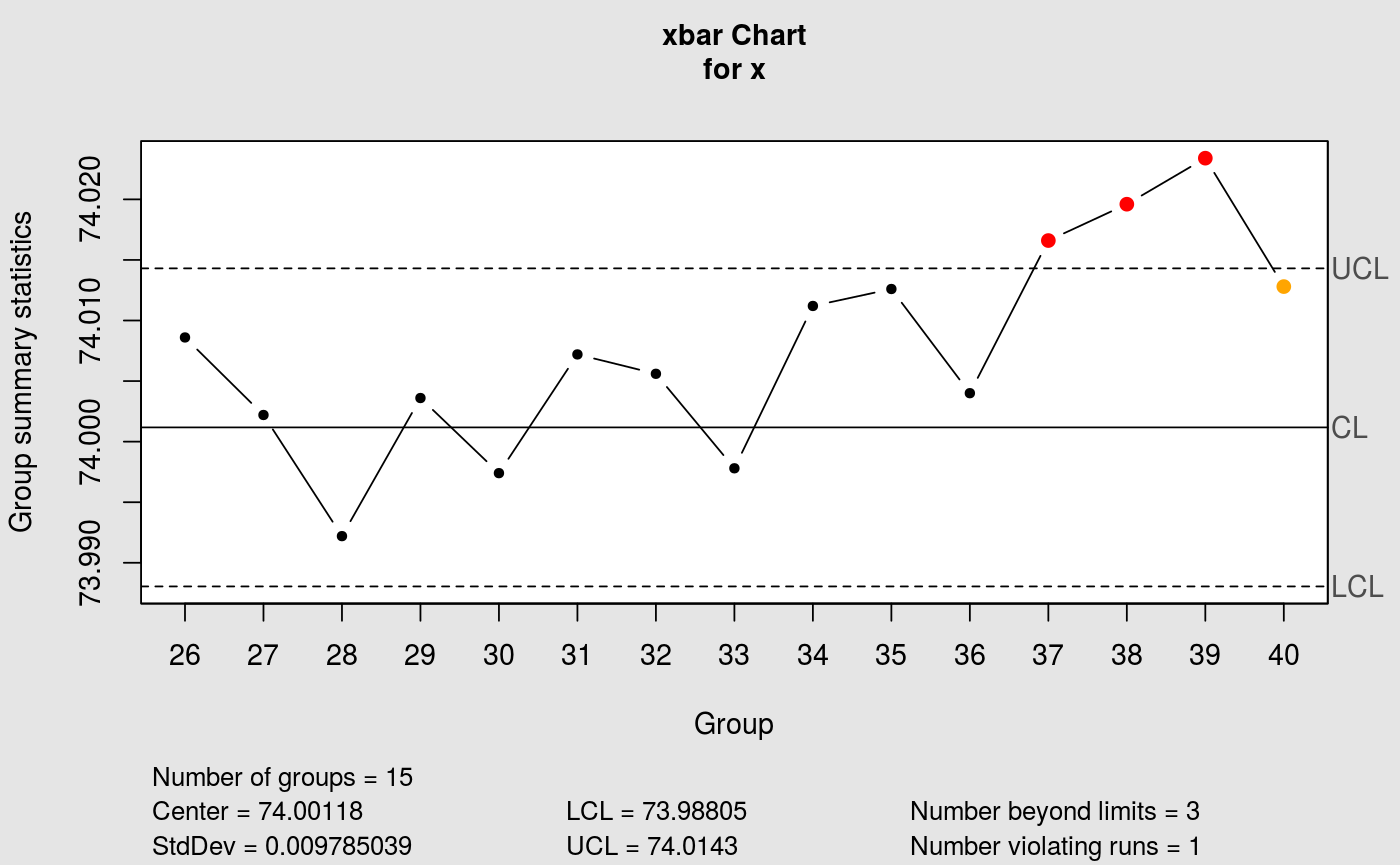 xbar Chart
for x
Group summary statistics
74.020
74.010
74.000
73.990
UCL
CL
LCL
26 27 28 29 30 31 32 33 34 35 36 37 38 39 40
Group
Number of groups = 15
Center = 74.00118 LCL = 73.98805 Number beyond limits = 3
StdDev = 0.009785039 UCL = 74.0143 Number violating runs = 1